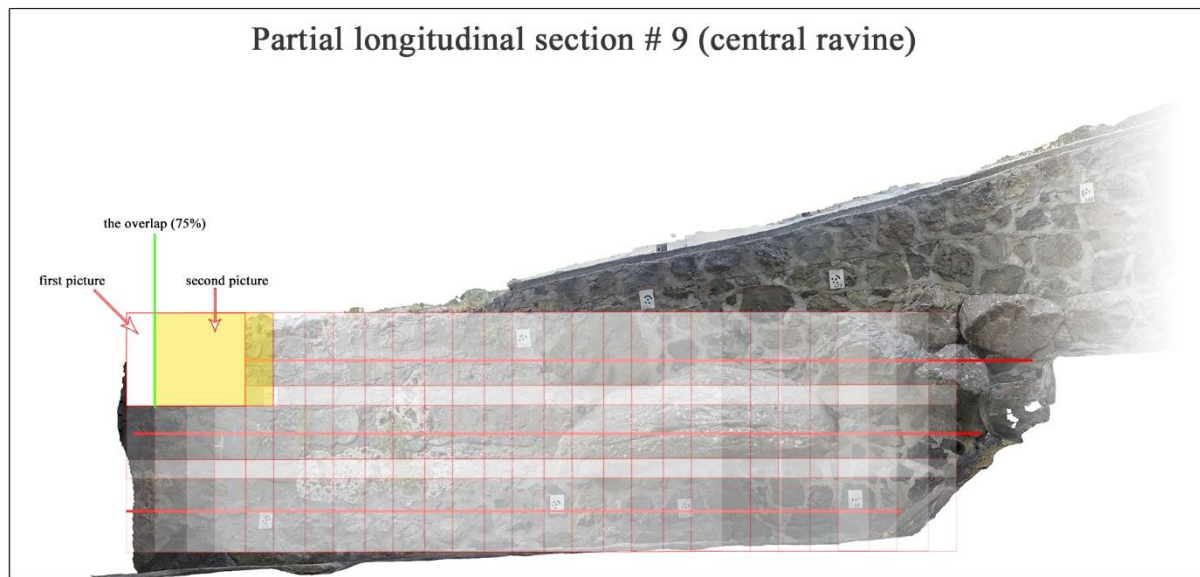 Partial longitudinal section # 9 (central ravine)
the overlap (75%)
first picture
second picture